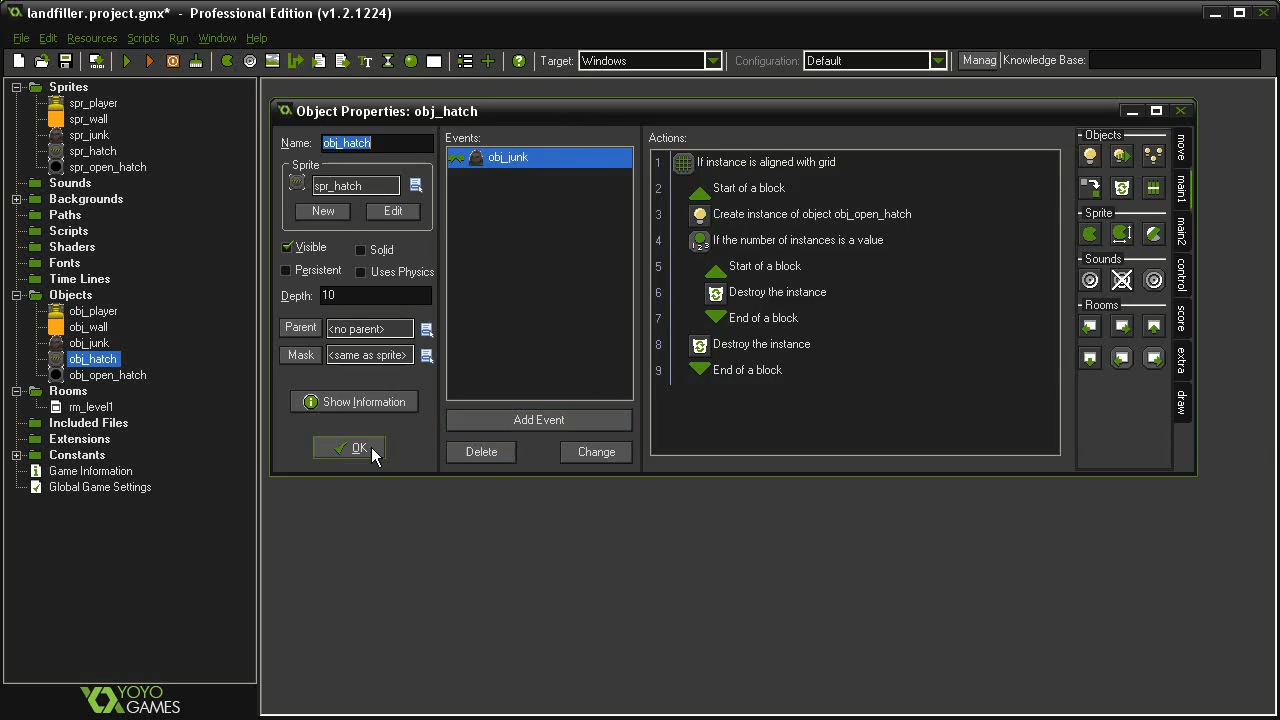 landfiller.project.gmx* - Professional Edition (v1.2.1224)
File Edit Resources Scripts Run Window Help
Target: Windows Configuration: Default Manag Knowledge Base:
Sprites
spr_player
spr_wall
spr_junk
spr_hatch
spr_open_hatch
Sounds
Backgrounds
Paths
Scripts
Shaders
Fonts
Time Lines
Objects
obj_player
obj_wall
obj_junk
obj_hatch
obj_open_hatch
Rooms
rm_level1
Included Files
Extensions
Constants
Game Information
Global Game Settings
YOYO
GAMES
Object Properties: obj_hatch
Name: obj_hatch
Sprite
spr_hatch
New Edit
Visible Solid
Persistent Uses Physics
Depth: 10
Parent <no parent>
Mask <same as sprite>
Show Information
OK
Events:
obj_junk
Add Event
Delete Change
Actions:
1 If instance is aligned with grid
2 Start of a block
3 Create instance of object obj_open_hatch
4 If the number of instances is a value
5 Start of a block
6 Destroy the instance
7 End of a block
8 Destroy the instance
9 End of a block
Objects
Sprite
Sounds
Rooms
move
main1
main2
control
score
extra
draw